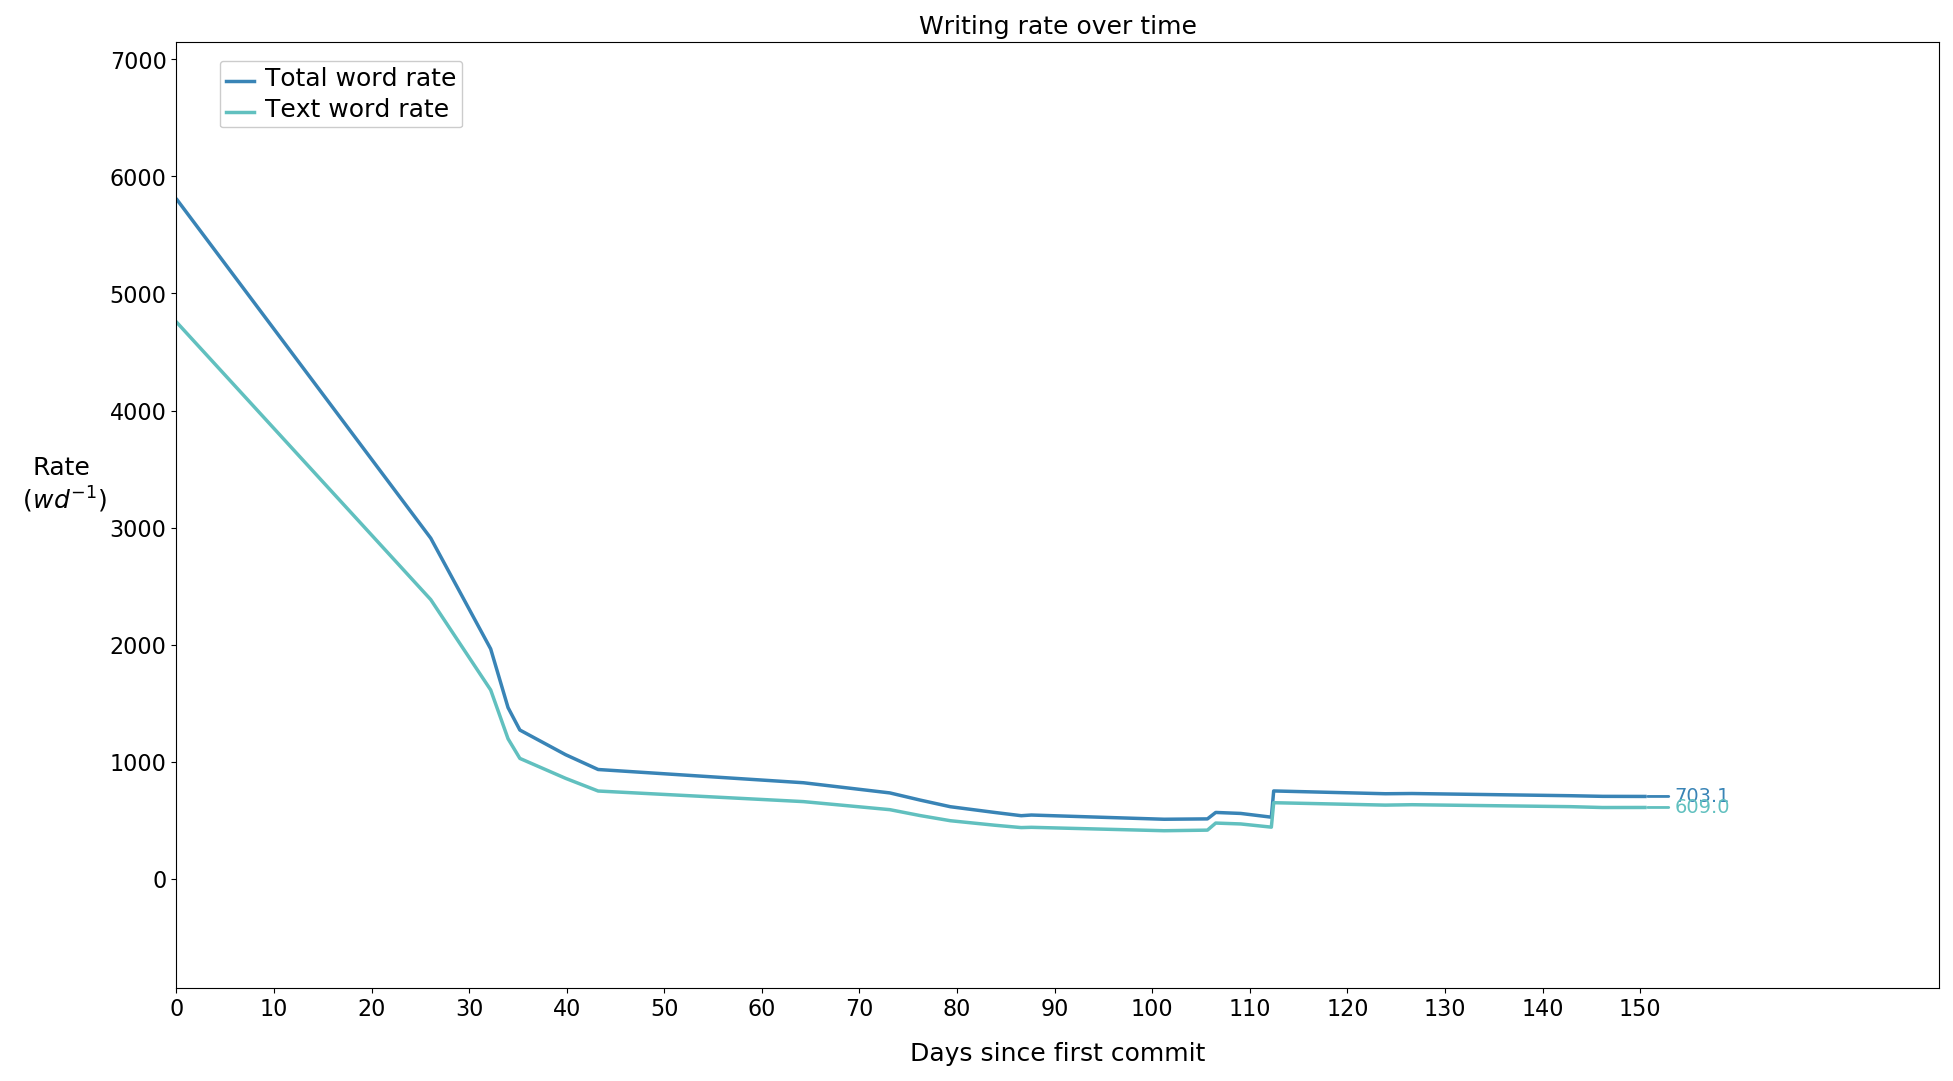 Writing rate over time
Total word rate
Text word rate
7000
6000
5000
4000
3000
2000
1000
0
Rate
(wd⁻¹)
703.1
609.0
0 10 20 30 40 50 60 70 80 90 100 110 120 130 140 150
Days since first commit